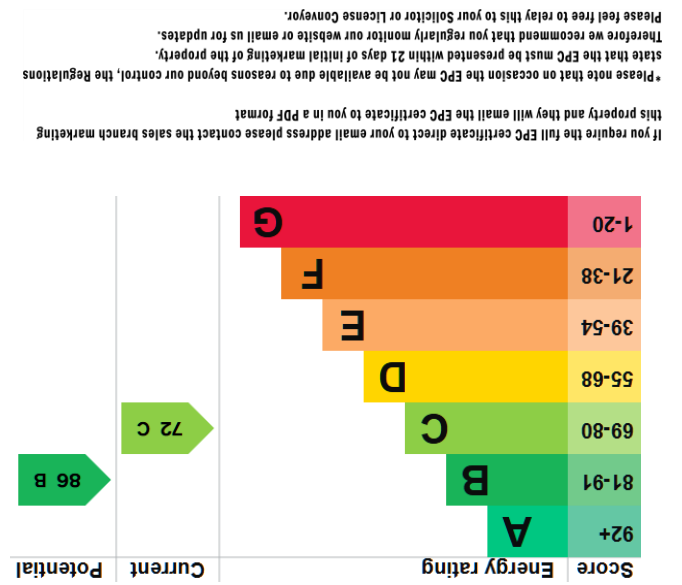 Score Energy rating Current Potential
92+ A
81-91 B 86 B
69-80 C 72 C
55-68 D
39-54 E
21-38 F
1-20 G
If you require the full EPC certificate direct to your email address please contact the sales branch marketing
this property and they will email the EPC certificate to you in a PDF format
*Please note that on occasion the EPC may not be available due to reasons beyond our control, the Regulations
state that the EPC must be presented within 21 days of initial marketing of the property.
Therefore we recommend that you regularly monitor our website or email us for updates.
Please feel free to relay this to your Solicitor or License Conveyor.